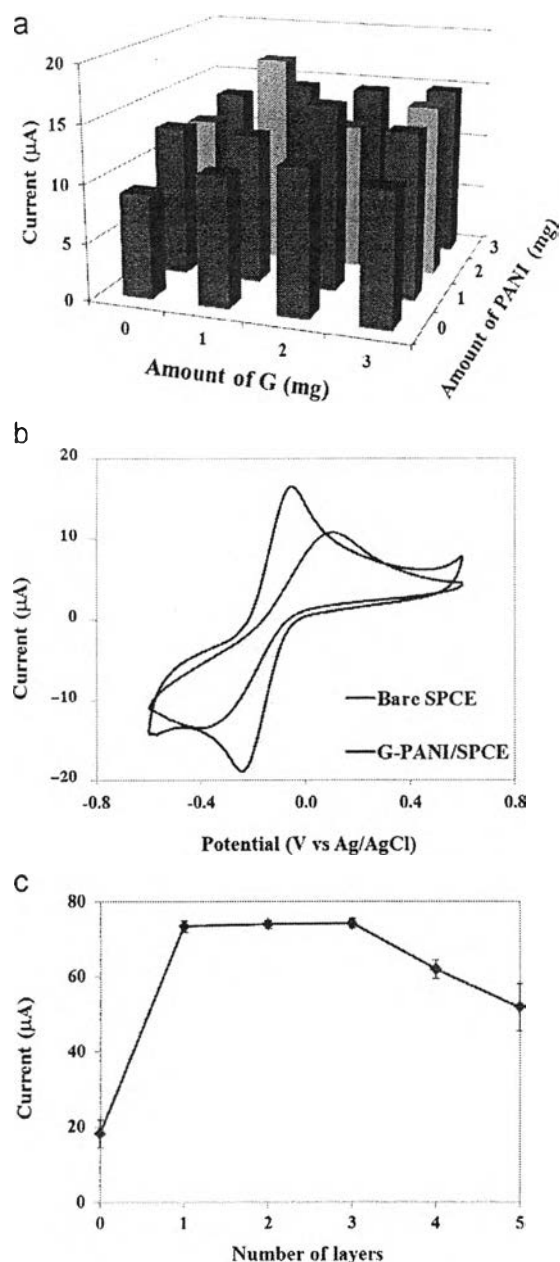 a
20
15
10
5
0
Current (µA)
0
1
2
3
Amount of G (mg)
0
1
2
3
Amount of PANI (mg)
b
20
10
0
−10
−20
Current (µA)
Bare SPCE
G-PANI/SPCE
-0.8
-0.4
0.0
0.4
0.8
Potential (V vs Ag/AgCl)
c
80
60
40
20
0
Current (µA)
0
1
2
3
4
5
Number of layers